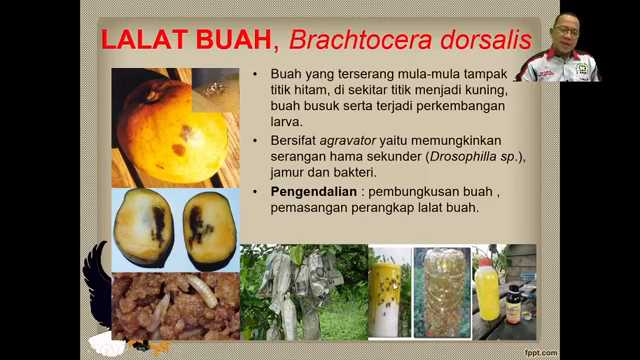 LALAT BUAH, Brachtocera dorsalis
• Buah yang terserang mula-mula tampak
titik hitam, di sekitar titik menjadi kuning,
buah busuk serta terjadi perkembangan
larva.
• Bersifat agravator yaitu memungkinkan
serangan hama sekunder (Drosophilla sp.),
jamur dan bakteri.
• Pengendalian : pembungkusan buah ,
pemasangan perangkap lalat buah.
fppt.com